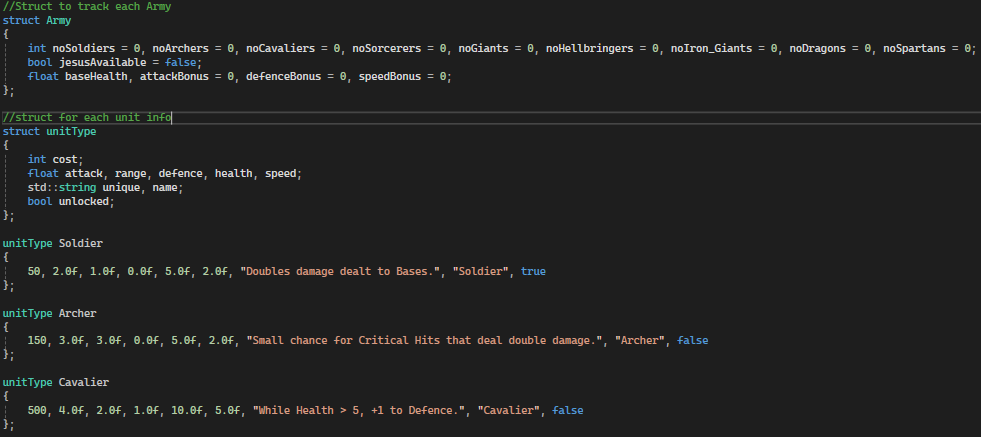 //Struct to track each Army
struct Army
{
    int noSoldiers = 0, noArchers = 0, noCavaliers = 0, noSorcerers = 0, noGiants = 0, noHellbringers = 0, noIron_Giants = 0, noDragons = 0, noSpartans = 0;
    bool jesusAvailable = false;
    float baseHealth, attackBonus = 0, defenceBonus = 0, speedBonus = 0;
};
//struct for each unit info
struct unitType
{
    int cost;
    float attack, range, defence, health, speed;
    std::string unique, name;
    bool unlocked;
};
unitType Soldier
{
    50, 2.0f, 1.0f, 0.0f, 5.0f, 2.0f, "Doubles damage dealt to Bases.", "Soldier", true
};
unitType Archer
{
    150, 3.0f, 3.0f, 0.0f, 5.0f, 2.0f, "Small chance for Critical Hits that deal double damage.", "Archer", false
};
unitType Cavalier
{
    500, 4.0f, 2.0f, 1.0f, 10.0f, 5.0f, "While Health > 5, +1 to Defence.", "Cavalier", false
};